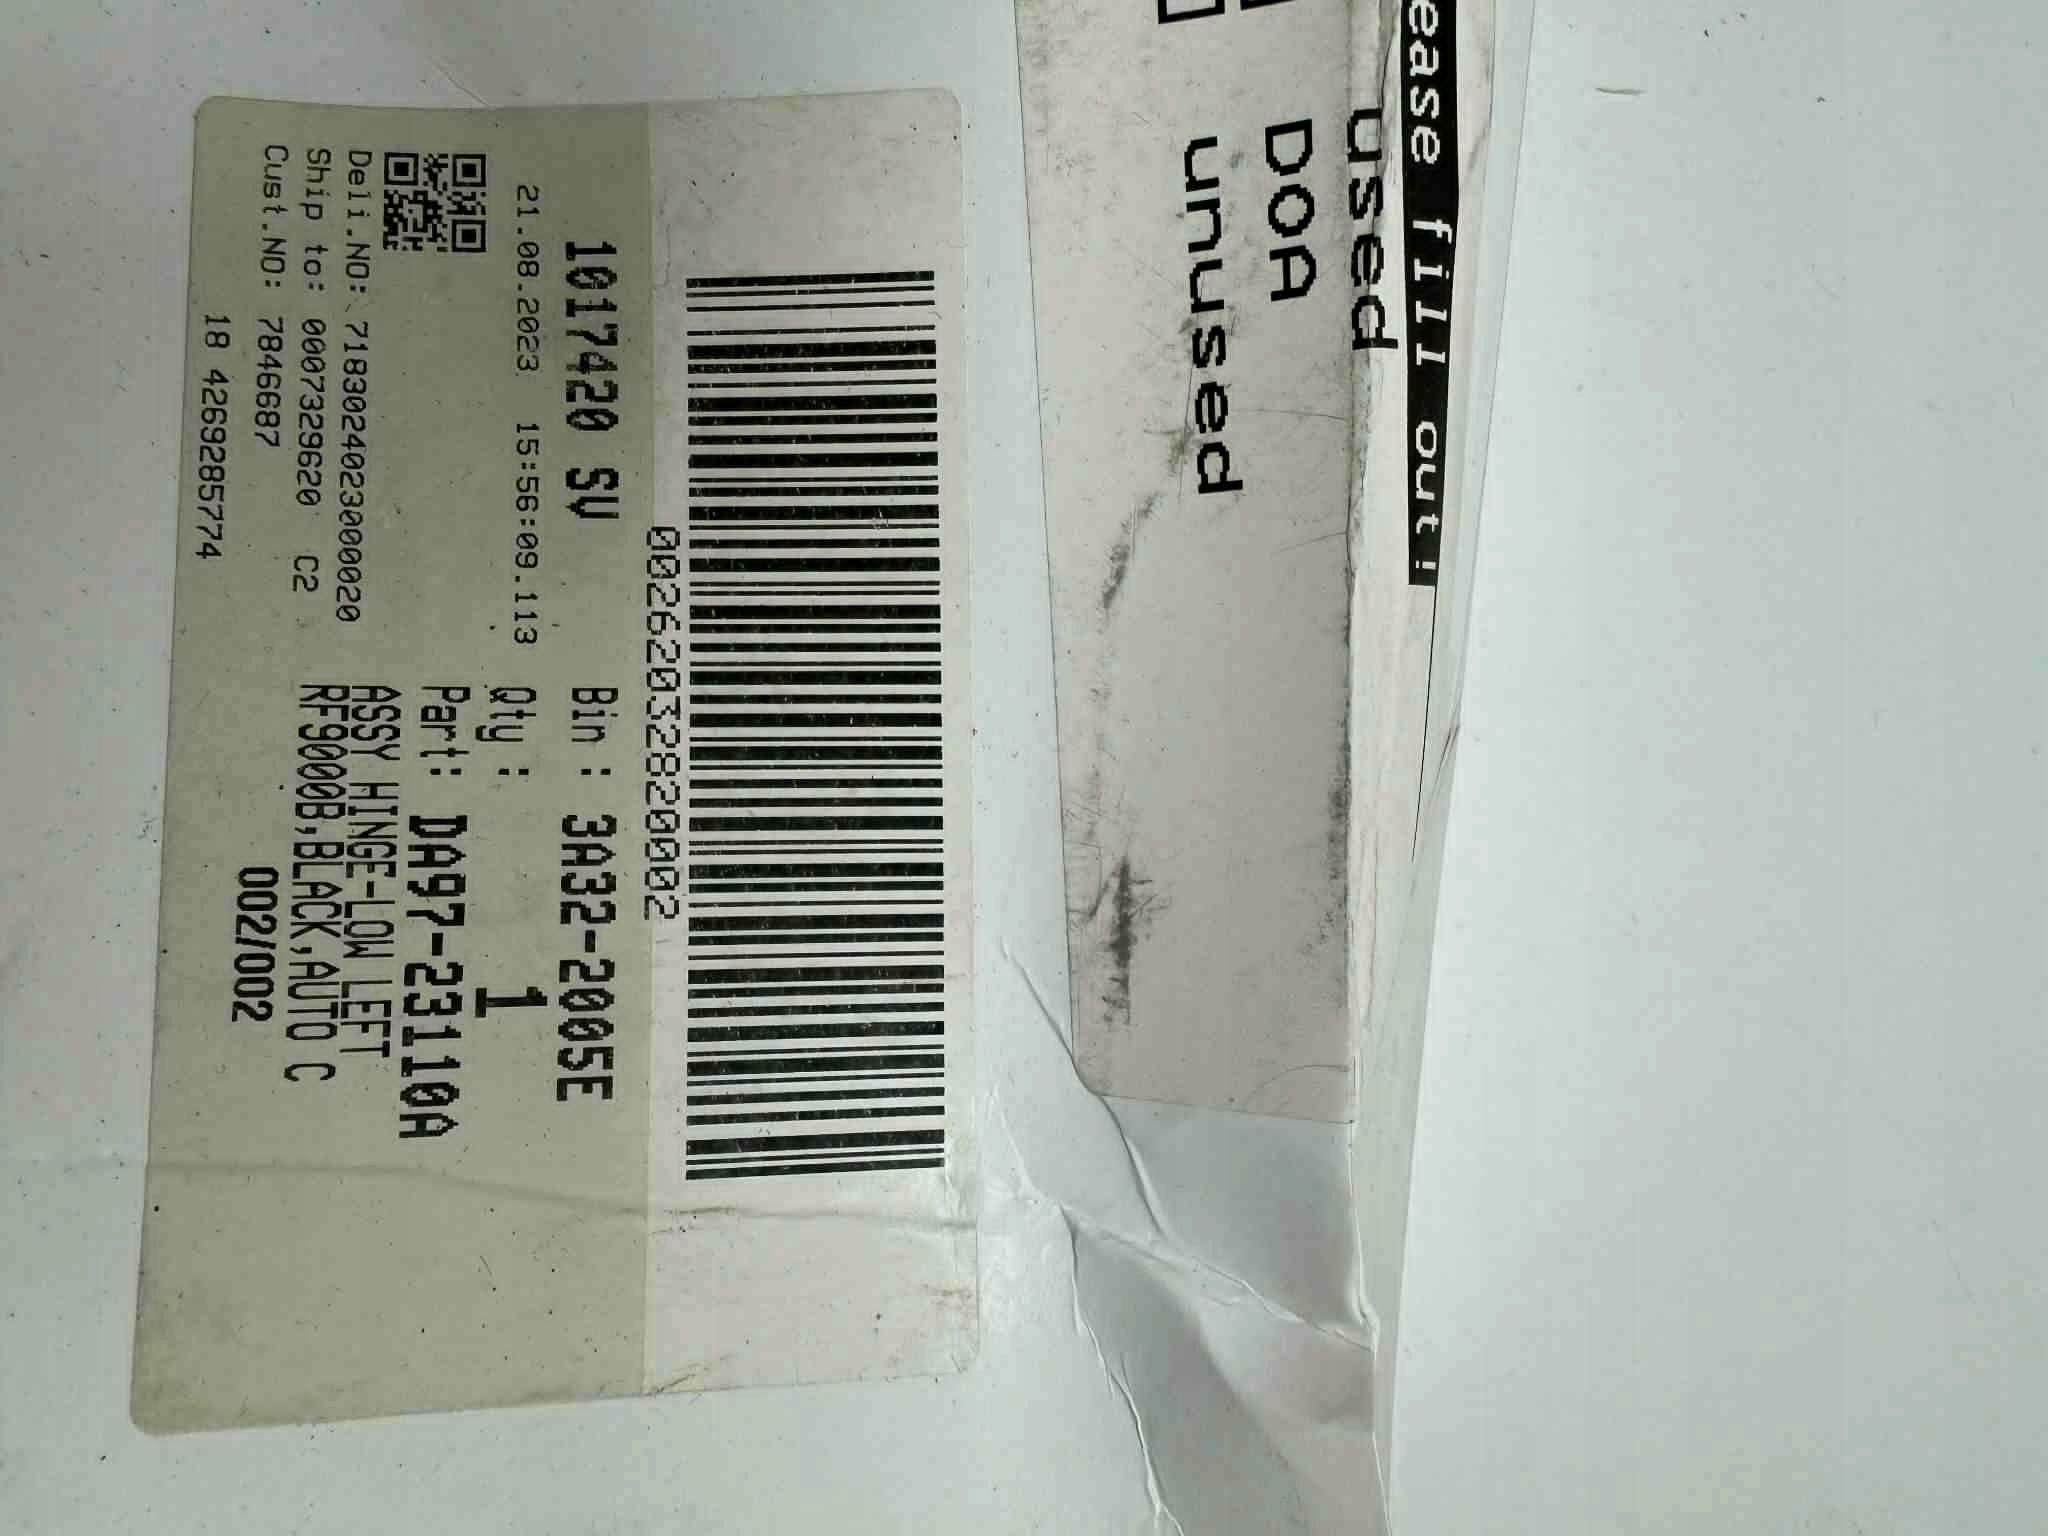 ease fill out!
used
DOA
unused
00262032820002
1017420 SV
Bin : 3A32-2005E
21.08.2023 15:56:09.113
Qty : 1
Part: DA97-23110A
ASSY HINGE-LOW LEFT
RF9000B,BLACK,AUTO C
002/002
Deli.NO: 7183024023000020
Ship to: 0007329620 C2
Cust.NO: 7846687
18 4269285774